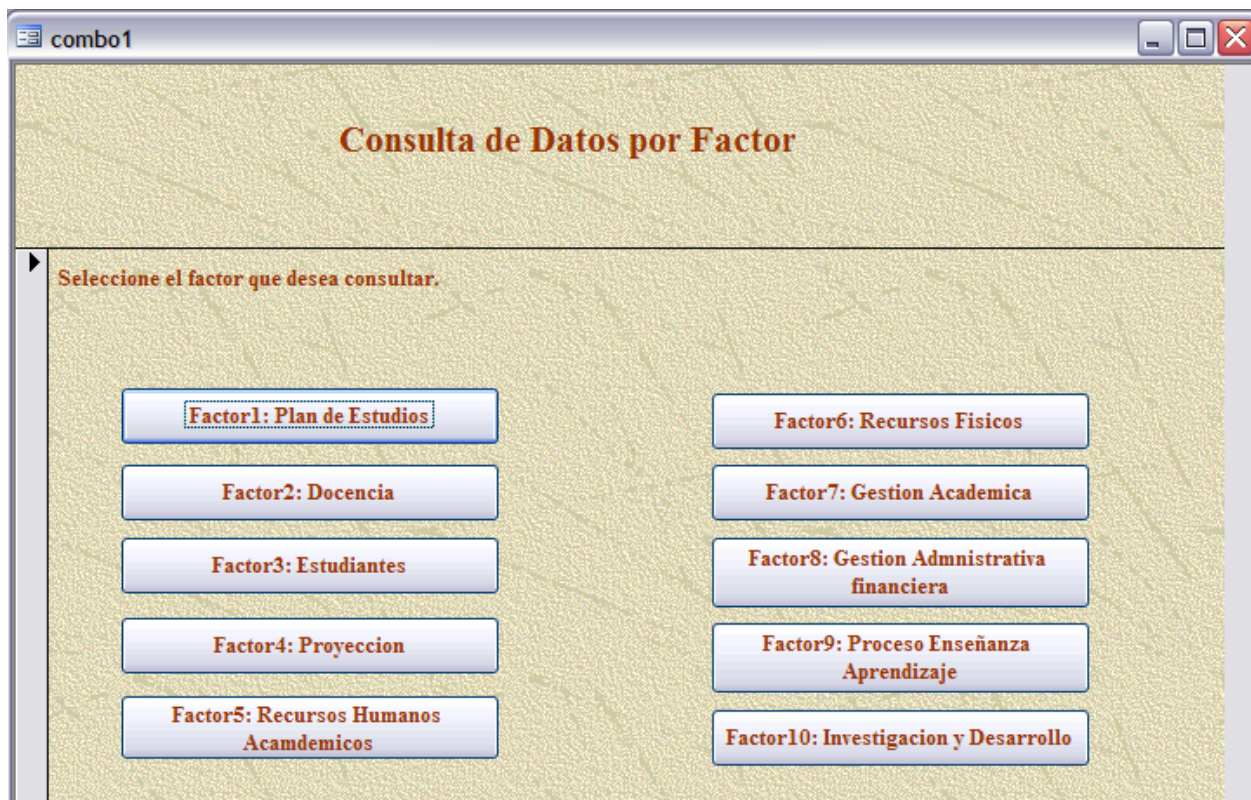 combo1
Consulta de Datos por Factor
Seleccione el factor que desea consultar.
Factor1: Plan de Estudios
Factor2: Docencia
Factor3: Estudiantes
Factor4: Proyeccion
Factor5: Recursos Humanos
Acamdemicos
Factor6: Recursos Fisicos
Factor7: Gestion Academica
Factor8: Gestion Admnistrativa
financiera
Factor9: Proceso Enseñanza
Aprendizaje
Factor10: Investigacion y Desarrollo